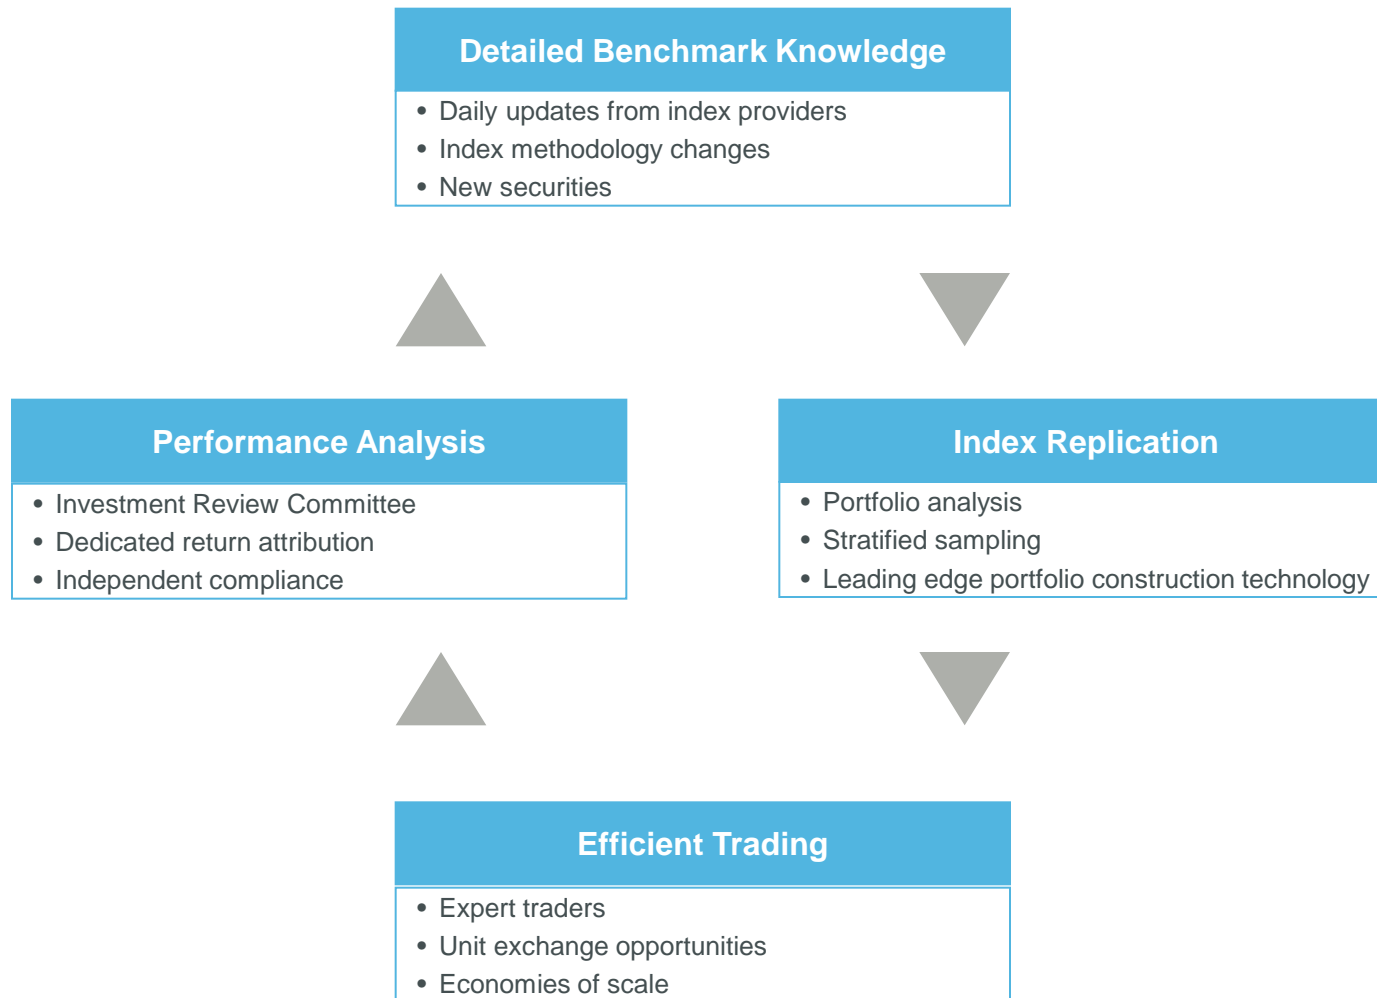 Detailed Benchmark Knowledge
• Daily updates from index providers
• Index methodology changes
• New securities
Performance Analysis
• Investment Review Committee
• Dedicated return attribution
• Independent compliance
Index Replication
• Portfolio analysis
• Stratified sampling
• Leading edge portfolio construction technology
Efficient Trading
• Expert traders
• Unit exchange opportunities
• Economies of scale